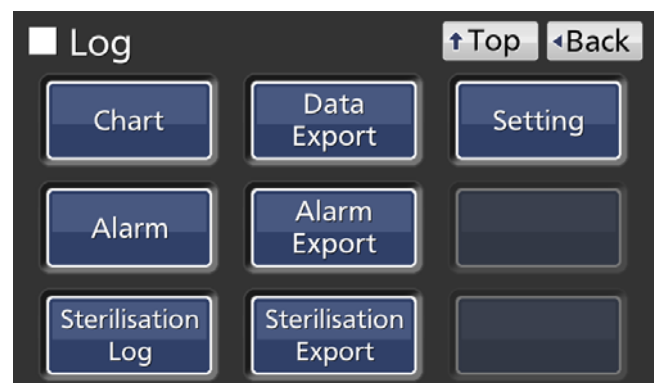 Log
↑Top ◂Back
Chart
Data
Export
Setting
Alarm
Alarm
Export
Sterilisation
Log
Sterilisation
Export